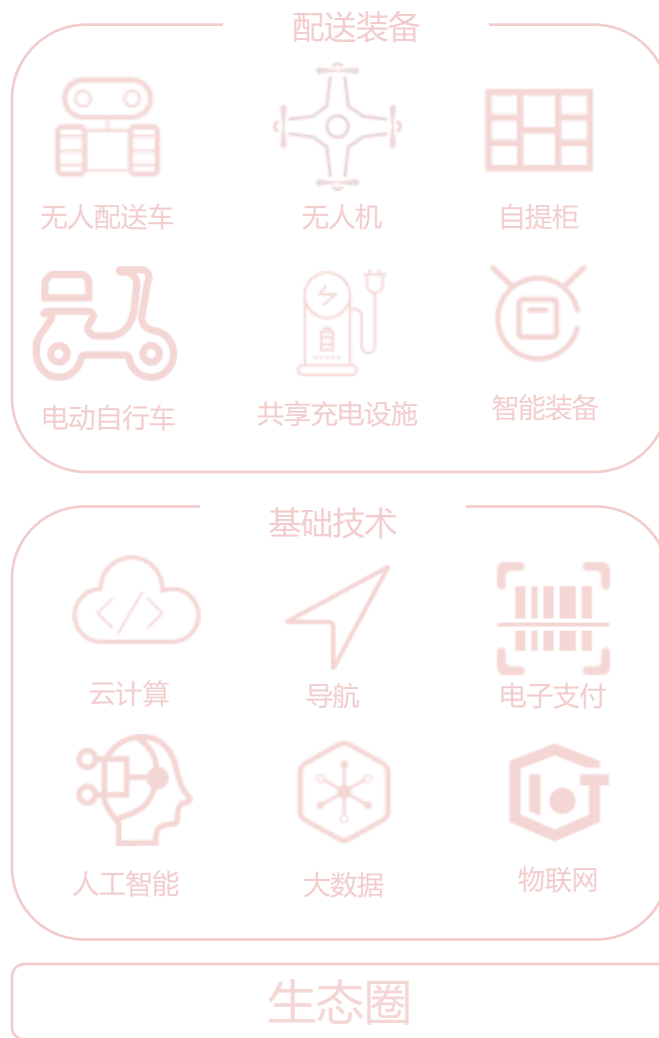 配送装备
无人配送车 无人机 自提柜
电动自行车 共享充电设施 智能装备
基础技术
云计算 导航 电子支付
人工智能 大数据 物联网
生态圈